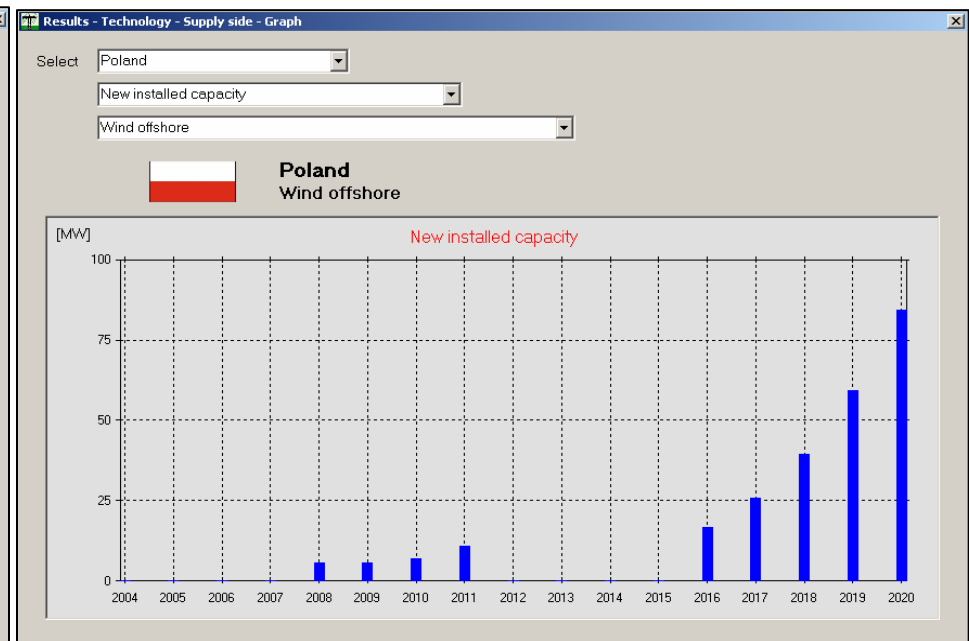 Results - Technology - Supply side - Graph
Select Poland
New installed capacity
Wind offshore
Poland
Wind offshore
[MW] New installed capacity
100
75
50
25
0
2004 2005 2006 2007 2008 2009 2010 2011 2012 2013 2014 2015 2016 2017 2018 2019 2020